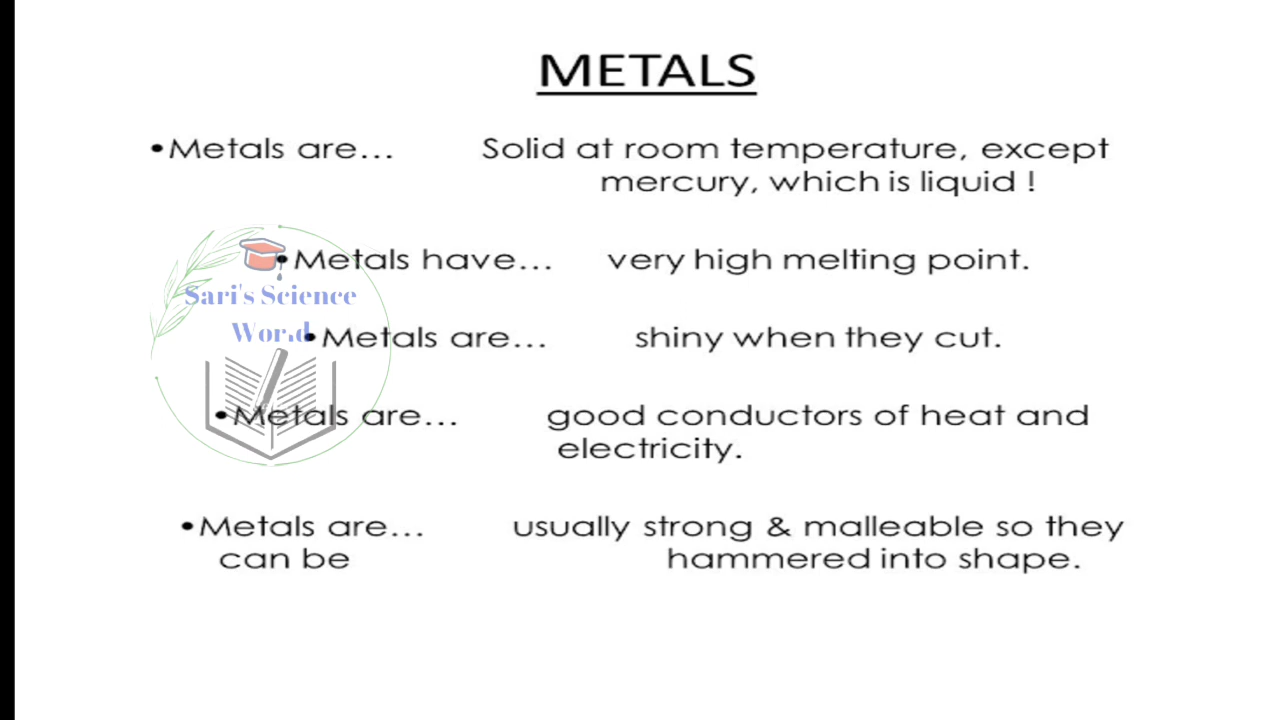 METALS
•Metals are... Solid at room temperature, except
mercury, which is liquid !
•Metals have... very high melting point.
Sari's Science
World
•Metals are... shiny when they cut.
•Metals are... good conductors of heat and
electricity.
•Metals are... usually strong & malleable so they
can be hammered into shape.